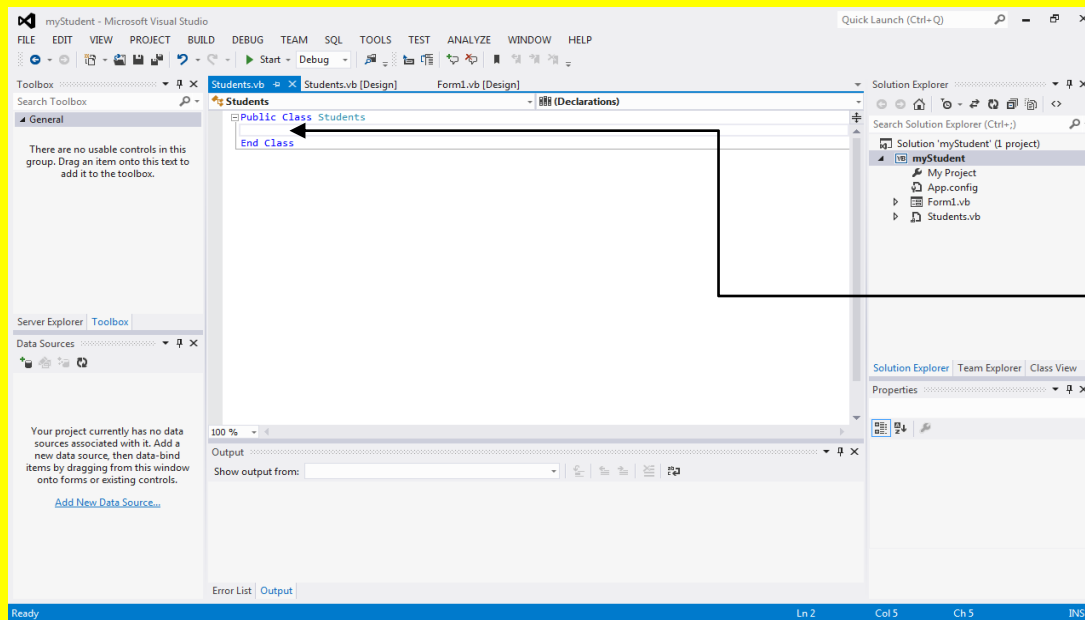 myStudent - Microsoft Visual Studio
Quick Launch (Ctrl+Q)
FILE EDIT VIEW PROJECT BUILD DEBUG TEAM SQL TOOLS TEST ANALYZE WINDOW HELP
Start Debug
Toolbox
Search Toolbox
General
There are no usable controls in this
group. Drag an item onto this text to
add it to the toolbox.
Server Explorer Toolbox
Data Sources
Your project currently has no data
sources associated with it. Add a
new data source, then data-bind
items by dragging from this window
onto forms or existing controls.
Add New Data Source...
Students.vb Students.vb [Design] Form1.vb [Design]
Students (Declarations)
Public Class Students
End Class
100 %
Output
Show output from:
Error List Output
Solution Explorer
Search Solution Explorer (Ctrl+;)
Solution 'myStudent' (1 project)
VB myStudent
My Project
App.config
Form1.vb
Students.vb
Solution Explorer Team Explorer Class View
Properties
Ready Ln 2 Col 5 Ch 5 INS